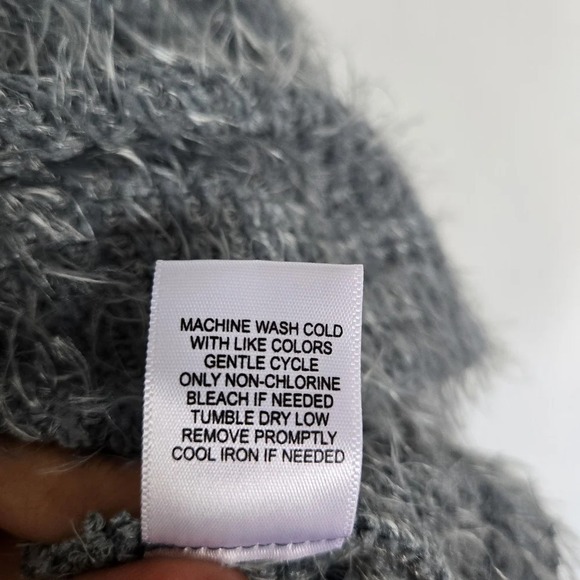 MACHINE WASH COLD
WITH LIKE COLORS
GENTLE CYCLE
ONLY NON-CHLORINE
BLEACH IF NEEDED
TUMBLE DRY LOW
REMOVE PROMPTLY
COOL IRON IF NEEDED